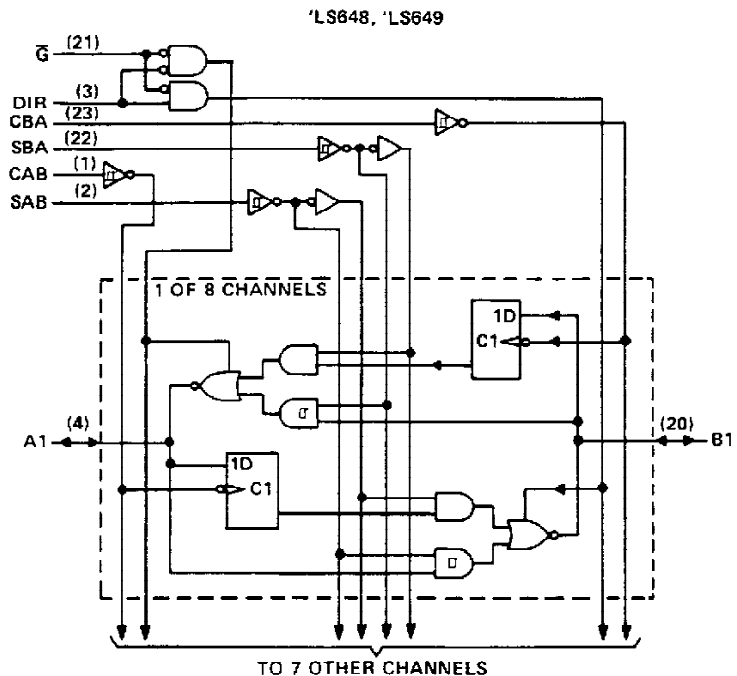 'LS648, 'LS649
G̅ (21)
DIR (3)
CBA (23)
SBA (22)
CAB (1)
SAB (2)
1 OF 8 CHANNELS
1D
C1
A1 (4)
(20) B1
1D
C1
TO 7 OTHER CHANNELS